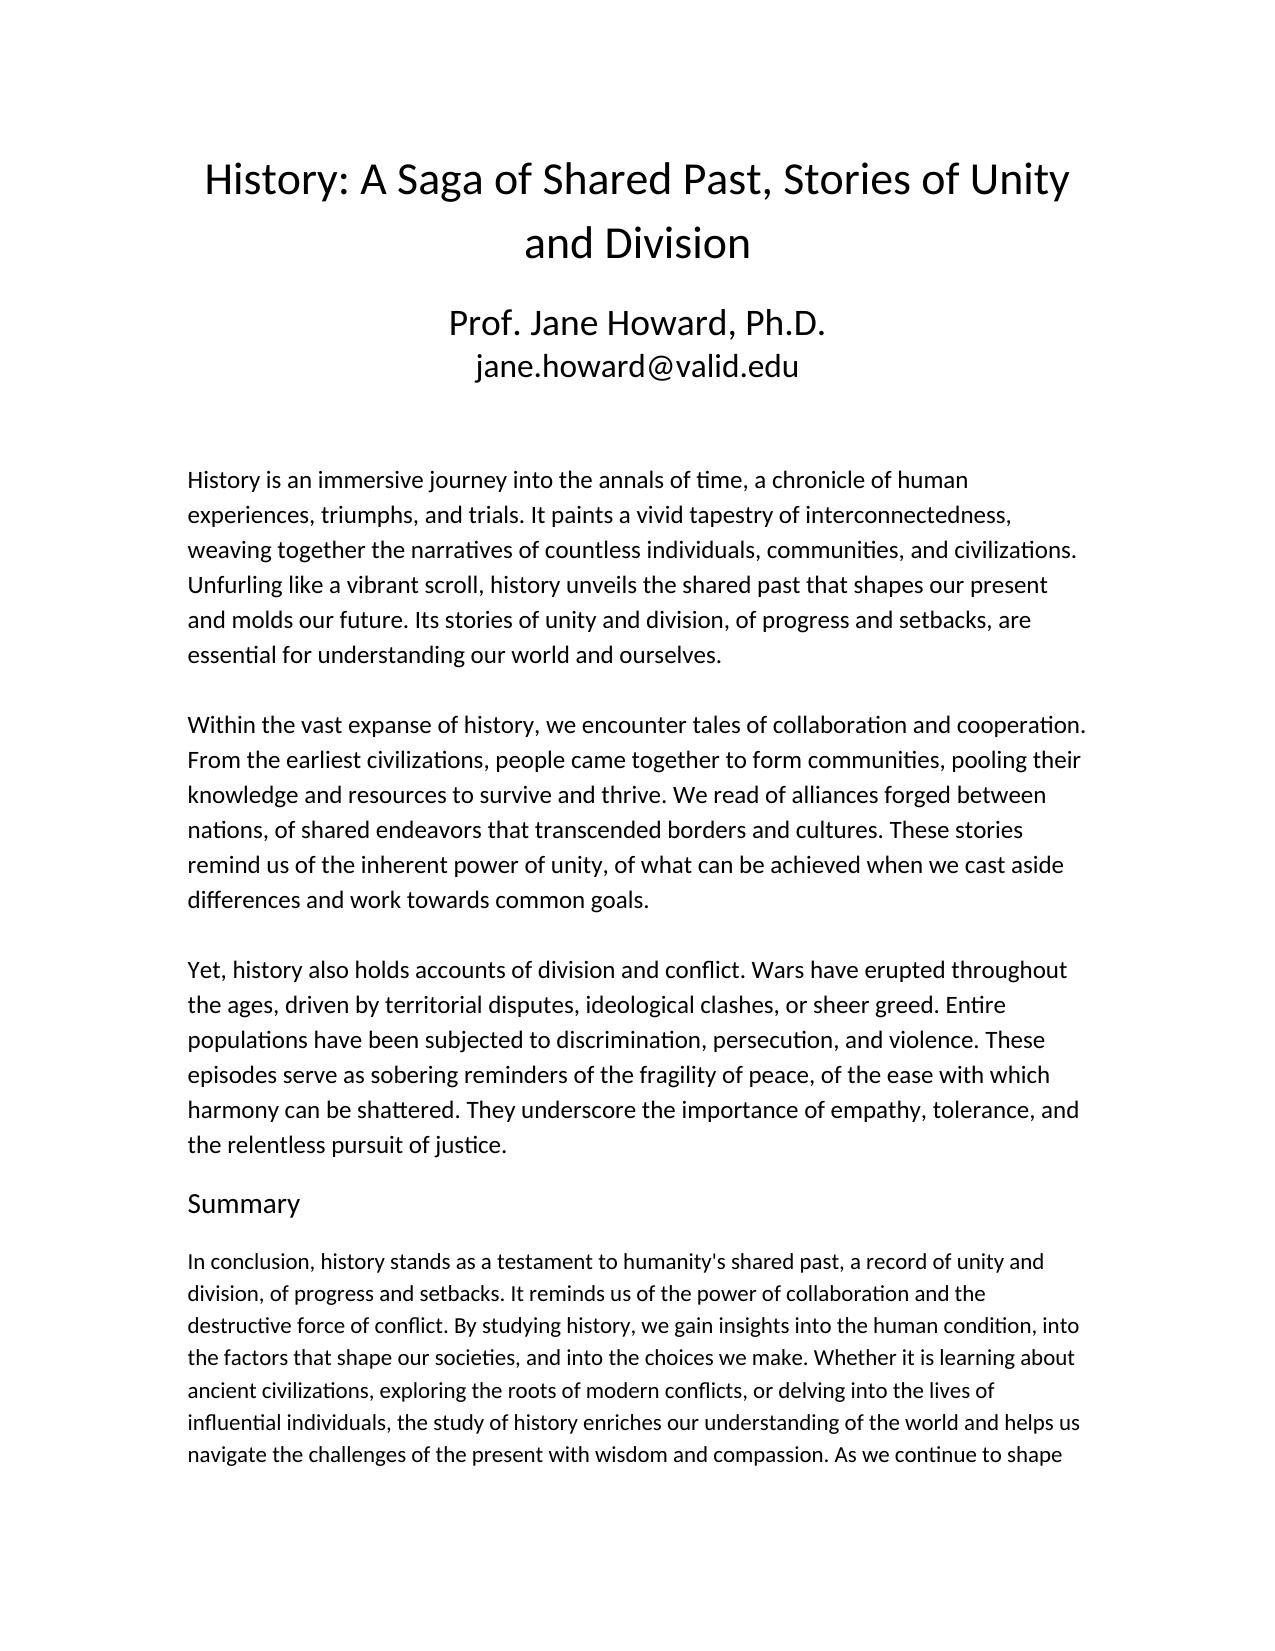 History: A Saga of Shared Past, Stories of Unity
and Division
Prof. Jane Howard, Ph.D.
jane.howard@valid.edu
History is an immersive journey into the annals of time, a chronicle of human
experiences, triumphs, and trials. It paints a vivid tapestry of interconnectedness,
weaving together the narratives of countless individuals, communities, and civilizations.
Unfurling like a vibrant scroll, history unveils the shared past that shapes our present
and molds our future. Its stories of unity and division, of progress and setbacks, are
essential for understanding our world and ourselves.
Within the vast expanse of history, we encounter tales of collaboration and cooperation.
From the earliest civilizations, people came together to form communities, pooling their
knowledge and resources to survive and thrive. We read of alliances forged between
nations, of shared endeavors that transcended borders and cultures. These stories
remind us of the inherent power of unity, of what can be achieved when we cast aside
differences and work towards common goals.
Yet, history also holds accounts of division and conflict. Wars have erupted throughout
the ages, driven by territorial disputes, ideological clashes, or sheer greed. Entire
populations have been subjected to discrimination, persecution, and violence. These
episodes serve as sobering reminders of the fragility of peace, of the ease with which
harmony can be shattered. They underscore the importance of empathy, tolerance, and
the relentless pursuit of justice.
Summary
In conclusion, history stands as a testament to humanity's shared past, a record of unity and
division, of progress and setbacks. It reminds us of the power of collaboration and the
destructive force of conflict. By studying history, we gain insights into the human condition, into
the factors that shape our societies, and into the choices we make. Whether it is learning about
ancient civilizations, exploring the roots of modern conflicts, or delving into the lives of
influential individuals, the study of history enriches our understanding of the world and helps us
navigate the challenges of the present with wisdom and compassion. As we continue to shape